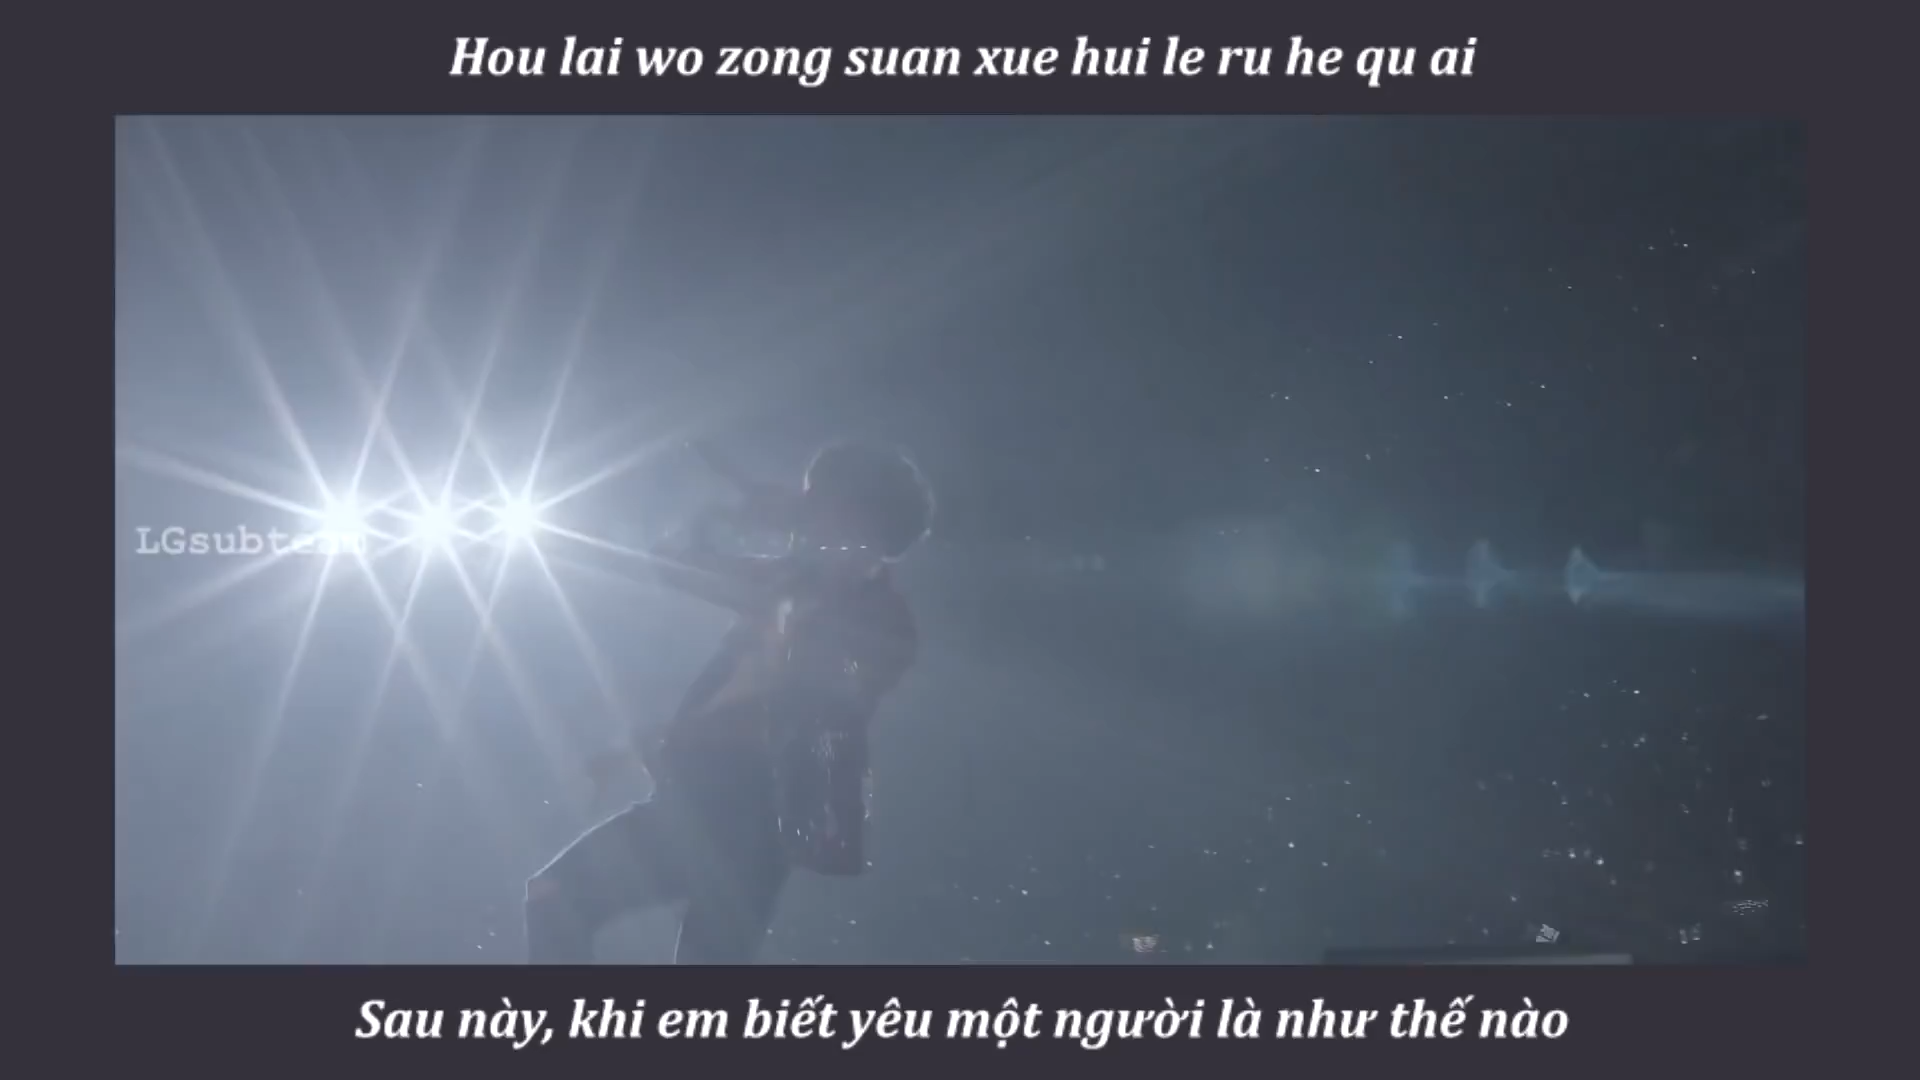 Hou lai wo zong suan xue hui le ru he qu ai
LGsubteam
Sau này, khi em biết yêu một người là như thế nào